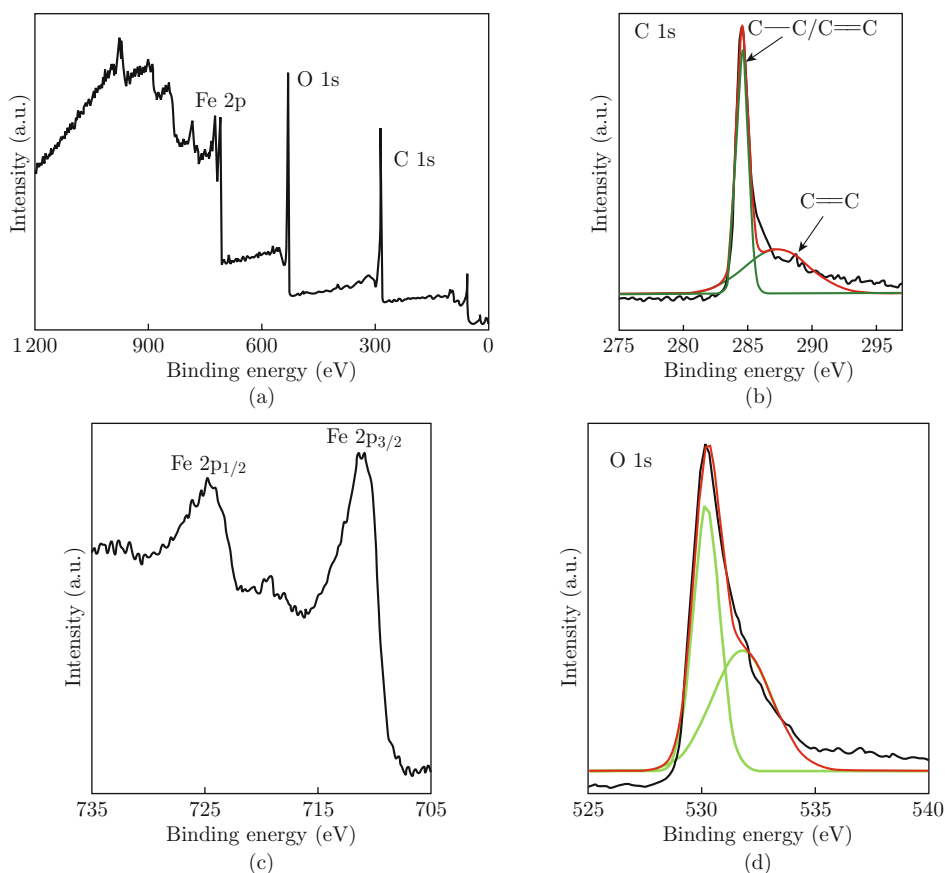 Intensity (a.u.)
Fe 2p
O 1s
C 1s
1 200 900 600 300 0
Binding energy (eV)
(a)
Intensity (a.u.)
C 1s
C—C/C═C
C═C
275 280 285 290 295
Binding energy (eV)
(b)
Intensity (a.u.)
Fe 2p1/2
Fe 2p3/2
735 725 715 705
Binding energy (eV)
(c)
Intensity (a.u.)
O 1s
525 530 535 540
Binding energy (eV)
(d)